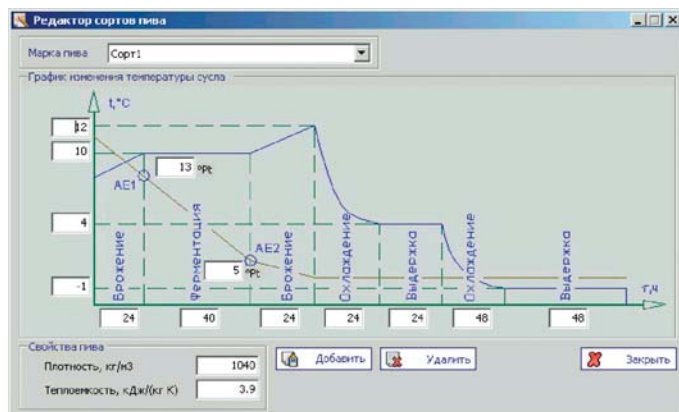 Редактор сортов пива
Марка пива Сорт1
График изменения температуры сусла
t,°C
12
10
13 °Pt
AE1
4
AE2
5 °Pt
-1
Брожение Ферментация Брожение Охлаждение Выдержка Охлаждение Выдержка
τ,ч
24 40 24 24 24 48 48
Свойства пива
Плотность, кг/м3 1040
Теплоемкость, кДж/(кг К) 3.9
Добавить Удалить Закрыть